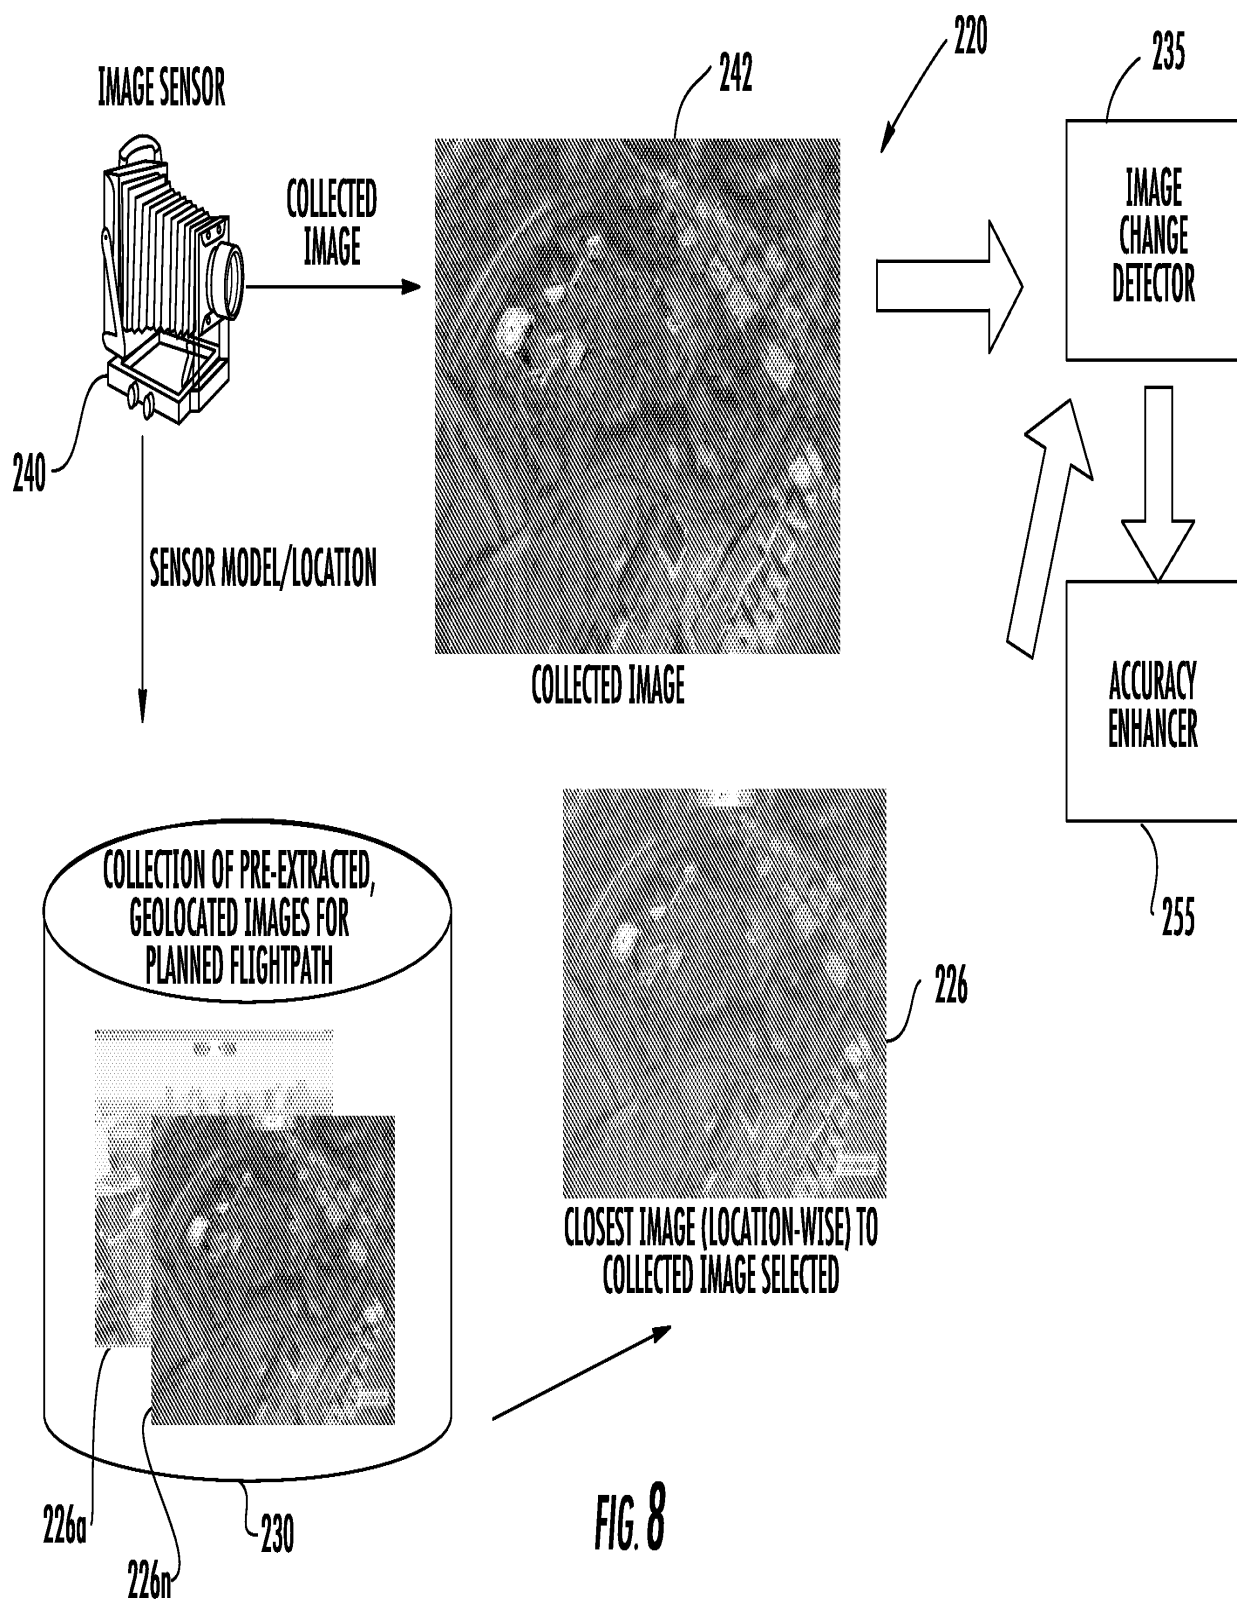 220
235
242
IMAGE SENSOR
COLLECTED
IMAGE
IMAGE
CHANGE
DETECTOR
240
SENSOR MODEL/LOCATION
COLLECTED IMAGE
ACCURACY
ENHANCER
255
COLLECTION OF PRE-EXTRACTED,
GEOLOCATED IMAGES FOR
PLANNED FLIGHTPATH
226
CLOSEST IMAGE (LOCATION-WISE) TO
COLLECTED IMAGE SELECTED
226a
226n
230
FIG. 8